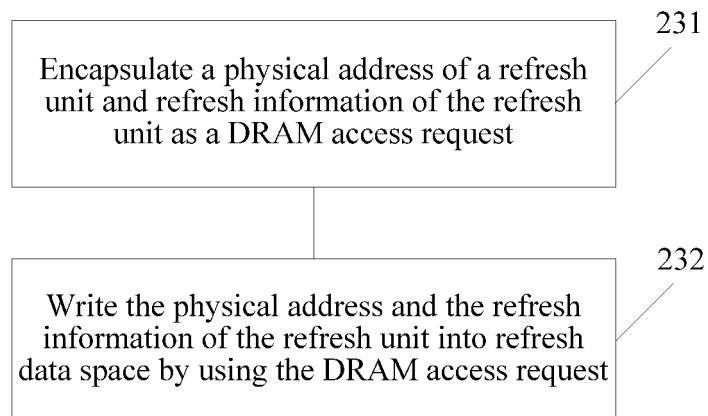 231
Encapsulate a physical address of a refresh
unit and refresh information of the refresh
unit as a DRAM access request
232
Write the physical address and the refresh
information of the refresh unit into refresh
data space by using the DRAM access request